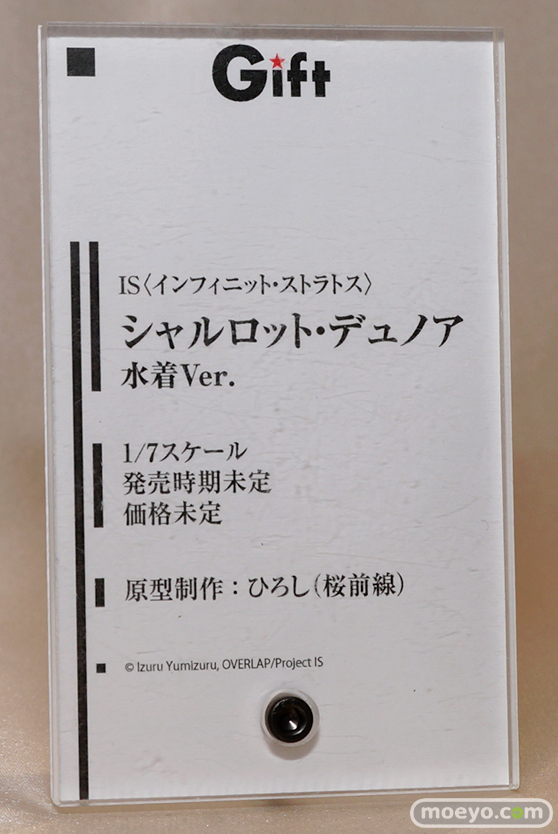 Gift
IS〈インフィニット・ストラトス〉
シャルロット・デュノア
水着Ver.
1/7スケール
発売時期未定
価格未定
原型制作：ひろし(桜前線)
© Izuru Yumizuru, OVERLAP/Project IS
moeyo.com